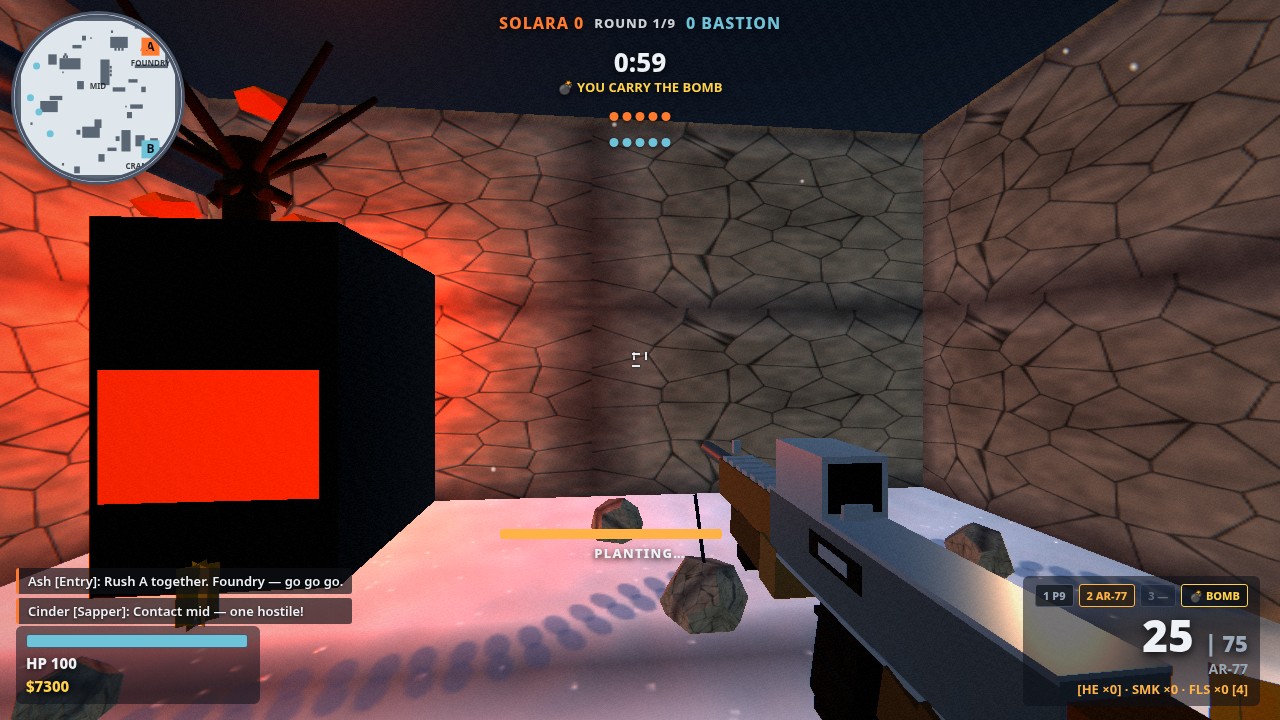 SOLARA 0 ROUND 1/9 0 BASTION
0:59
YOU CARRY THE BOMB
A
FOUNDRY
MID
B
PLANTING…
Ash [Entry]: Rush A together. Foundry — go go go.
Cinder [Sapper]: Contact mid — one hostile!
HP 100
$7300
1 P9 2 AR-77 3 — BOMB
25 | 75
AR-77
[HE ×0] · SMK ×0 · FLS ×0 [4]